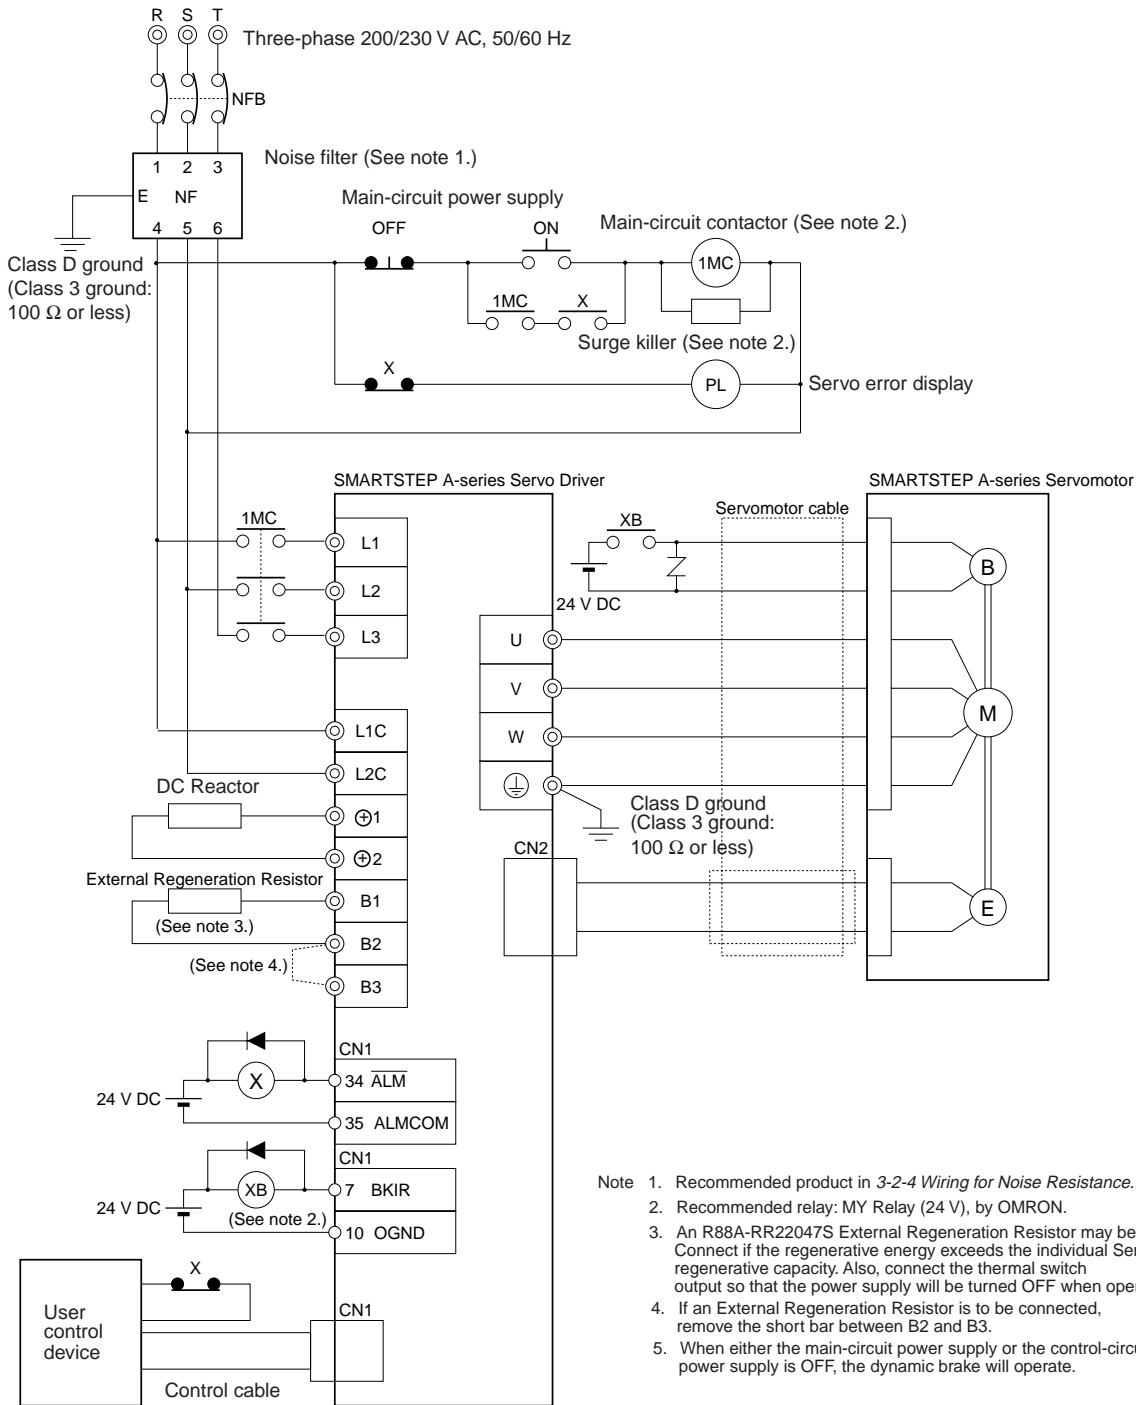 R S T
Three-phase 200/230 V AC, 50/60 Hz
NFB
Noise filter (See note 1.)
1 2 3
E NF
4 5 6
Class D ground
(Class 3 ground:
100 Ω or less)
Main-circuit power supply
OFF
ON
Main-circuit contactor (See note 2.)
1MC
1MC X
Surge killer (See note 2.)
X
PL
Servo error display
SMARTSTEP A-series Servo Driver
SMARTSTEP A-series Servomotor
1MC
L1
L2
L3
XB
Servomotor cable
24 V DC
B
U
V
W
M
L1C
L2C
DC Reactor
⊕1
⊕2
Class D ground
(Class 3 ground:
100 Ω or less)
CN2
External Regeneration Resistor
(See note 3.)
B1
B2
(See note 4.)
B3
E
CN1
X
34 A̅L̅M̅
24 V DC
35 ALMCOM
CN1
XB
7 BKIR
24 V DC
(See note 2.)
10 OGND
X
User
control
device
CN1
Control cable
Note 1. Recommended product in 3-2-4 Wiring for Noise Resistance.
2. Recommended relay: MY Relay (24 V), by OMRON.
3. An R88A-RR22047S External Regeneration Resistor may be
Connect if the regenerative energy exceeds the individual
regenerative capacity. Also, connect the thermal switch
output so that the power supply will be turned OFF when
4. If an External Regeneration Resistor is to be connected,
remove the short bar between B2 and B3.
5. When either the main-circuit power supply or the
power supply is OFF, the dynamic brake will operate.